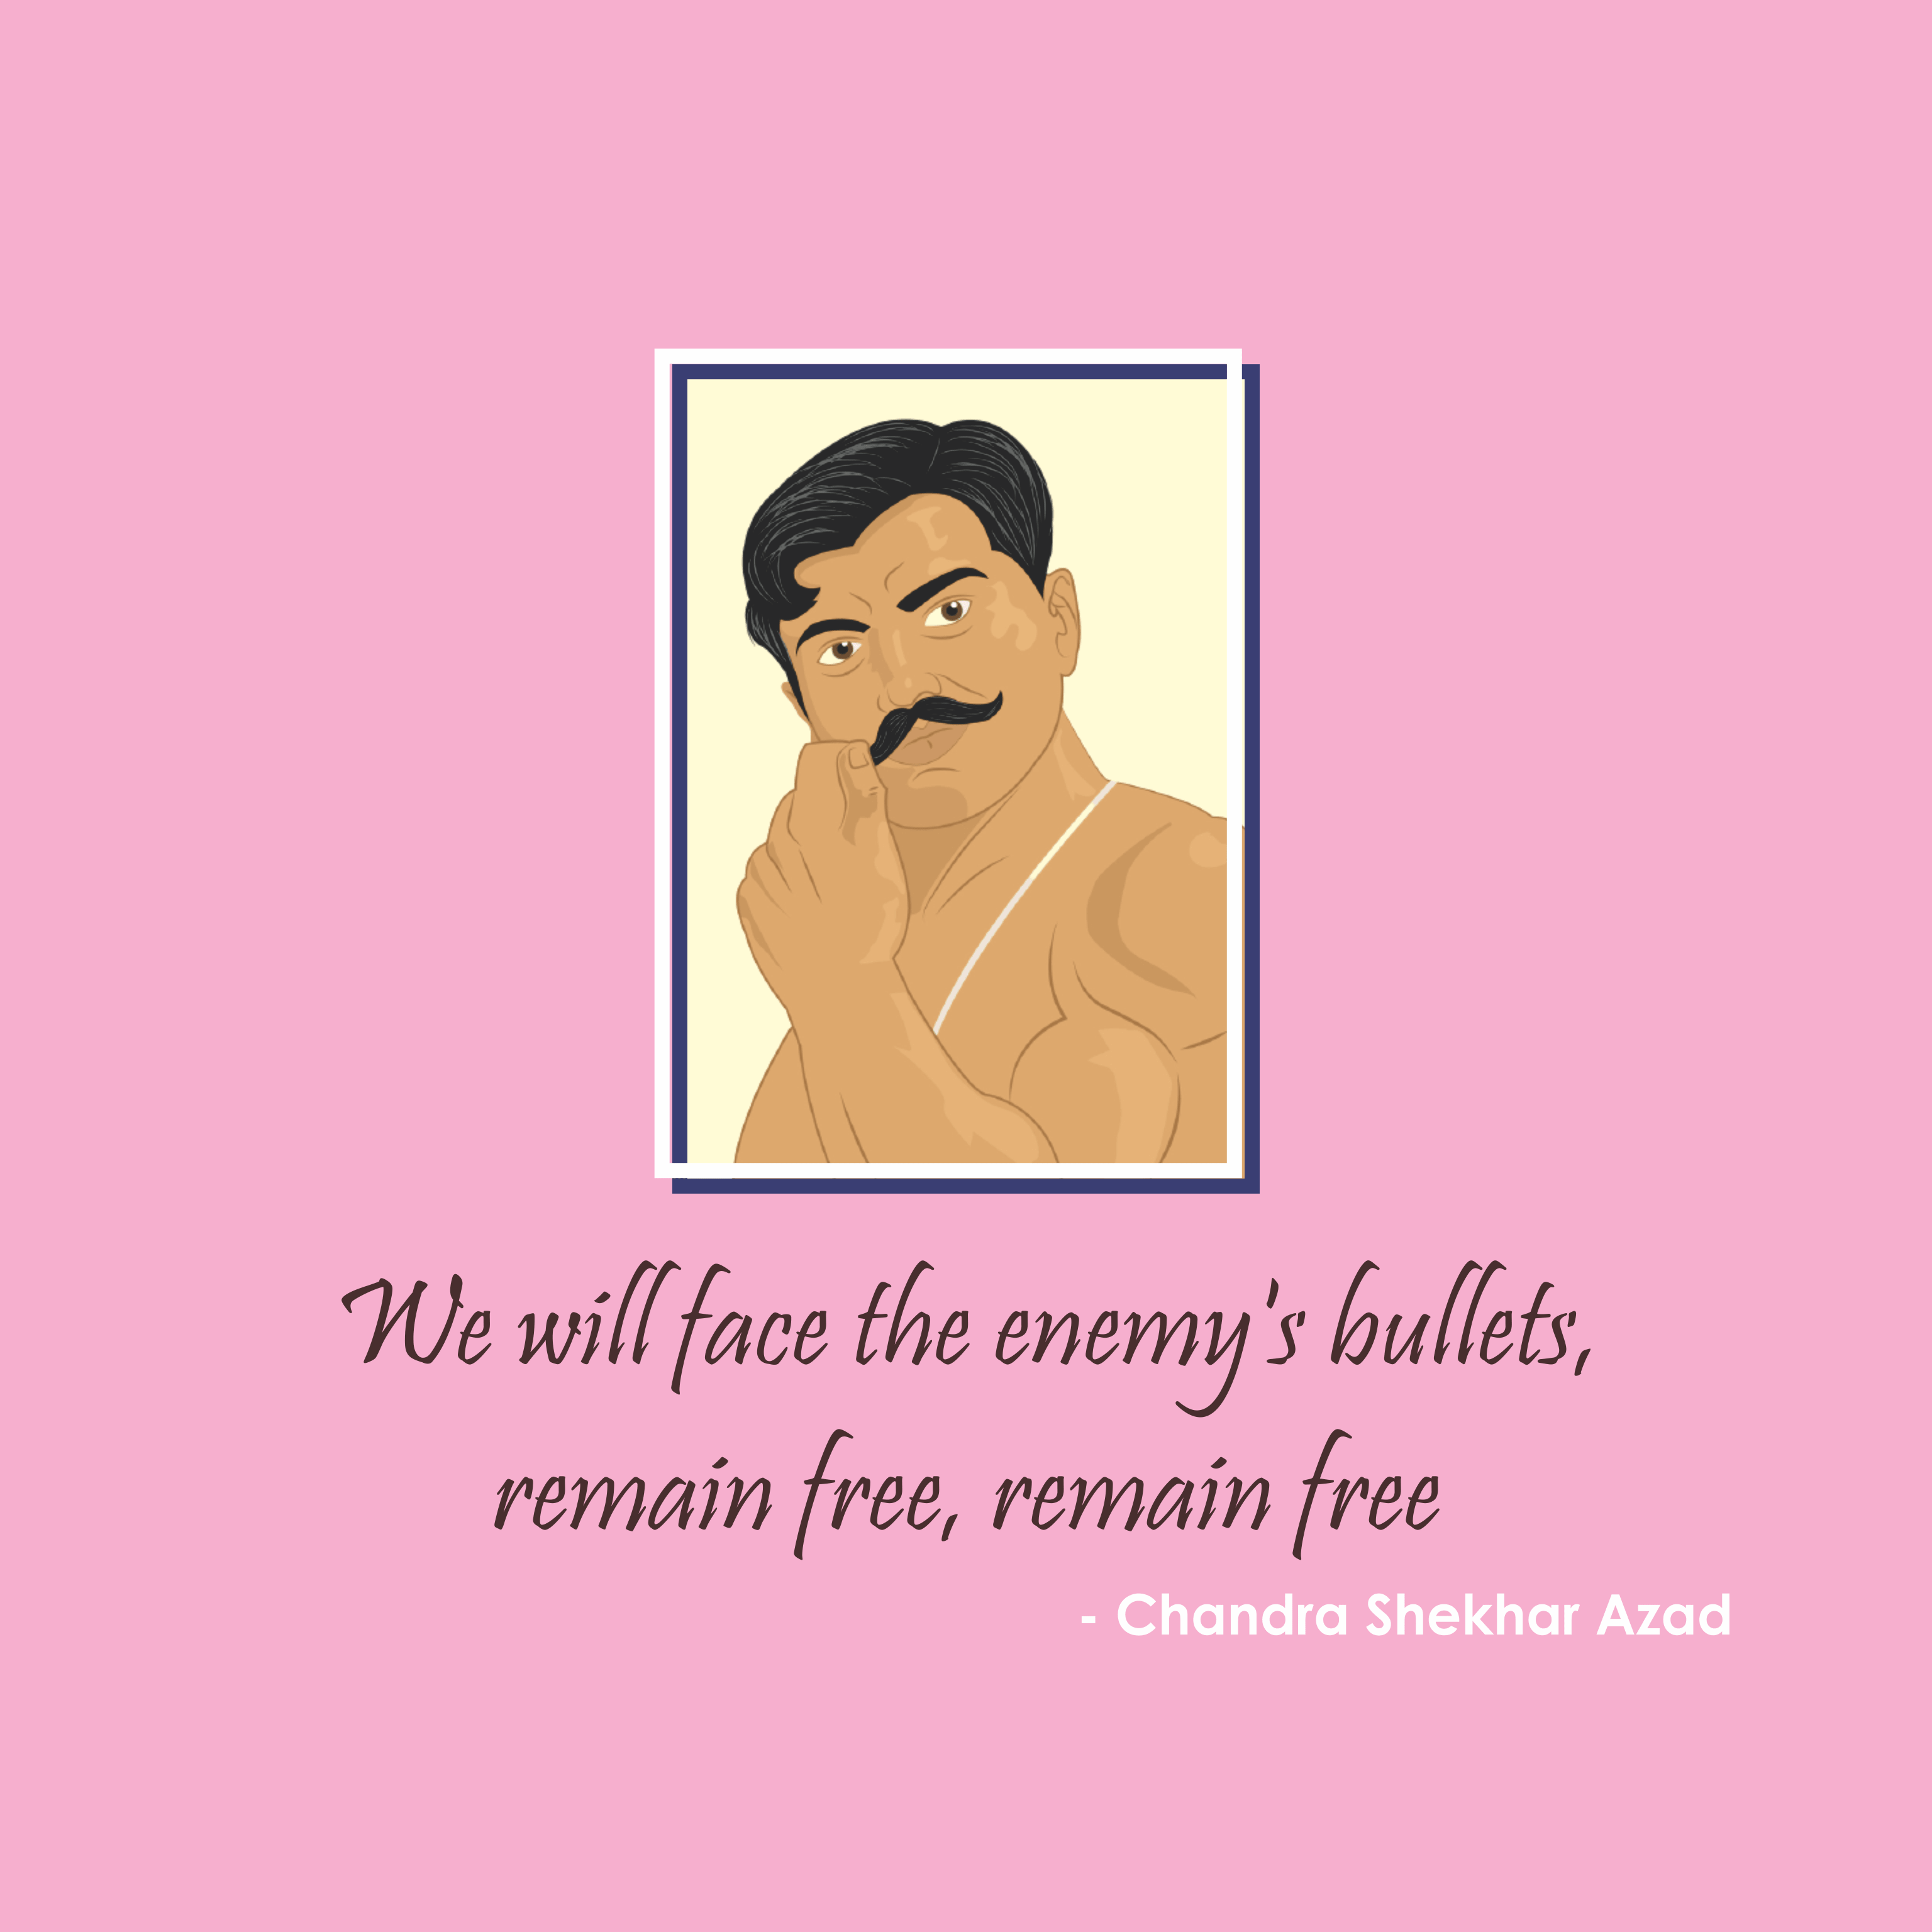 We will face the enemy's bullets,
remain free, remain free
- Chandra Shekhar Azad